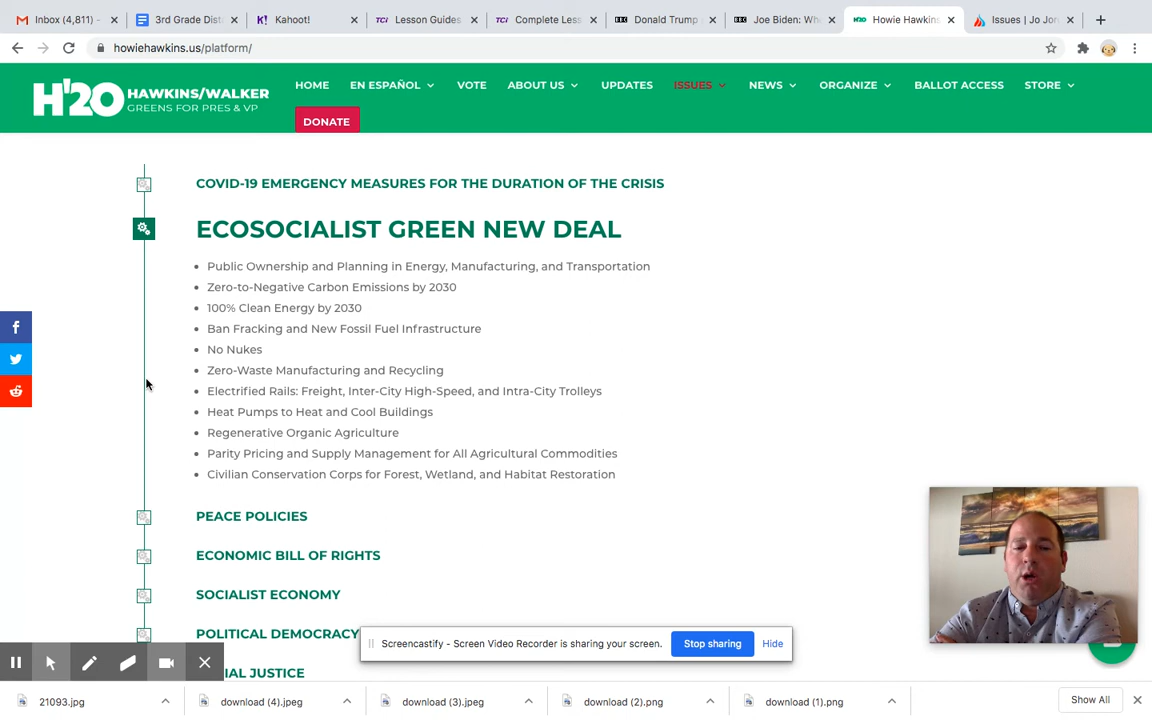 Inbox (4,811) -
3rd Grade Dist
Kahoot!
TCI Lesson Guides
TCI Complete Less
Donald Trump
Joe Biden: Wh
H'20 Howie Hawkins
Issues | Jo Jor
howiehawkins.us/platform/
H'20 HAWKINS/WALKER
GREENS FOR PRES & VP
HOME EN ESPAÑOL VOTE ABOUT US UPDATES ISSUES NEWS ORGANIZE BALLOT ACCESS STORE
DONATE
COVID-19 EMERGENCY MEASURES FOR THE DURATION OF THE CRISIS
ECOSOCIALIST GREEN NEW DEAL
• Public Ownership and Planning in Energy, Manufacturing, and Transportation
• Zero-to-Negative Carbon Emissions by 2030
• 100% Clean Energy by 2030
• Ban Fracking and New Fossil Fuel Infrastructure
• No Nukes
• Zero-Waste Manufacturing and Recycling
• Electrified Rails: Freight, Inter-City High-Speed, and Intra-City Trolleys
• Heat Pumps to Heat and Cool Buildings
• Regenerative Organic Agriculture
• Parity Pricing and Supply Management for All Agricultural Commodities
• Civilian Conservation Corps for Forest, Wetland, and Habitat Restoration
PEACE POLICIES
ECONOMIC BILL OF RIGHTS
SOCIALIST ECONOMY
POLITICAL DEMOCRACY
IAL JUSTICE
Screencastify - Screen Video Recorder is sharing your screen. Stop sharing Hide
21093.jpg
download (4).jpeg
download (3).jpeg
download (2).png
download (1).png
Show All